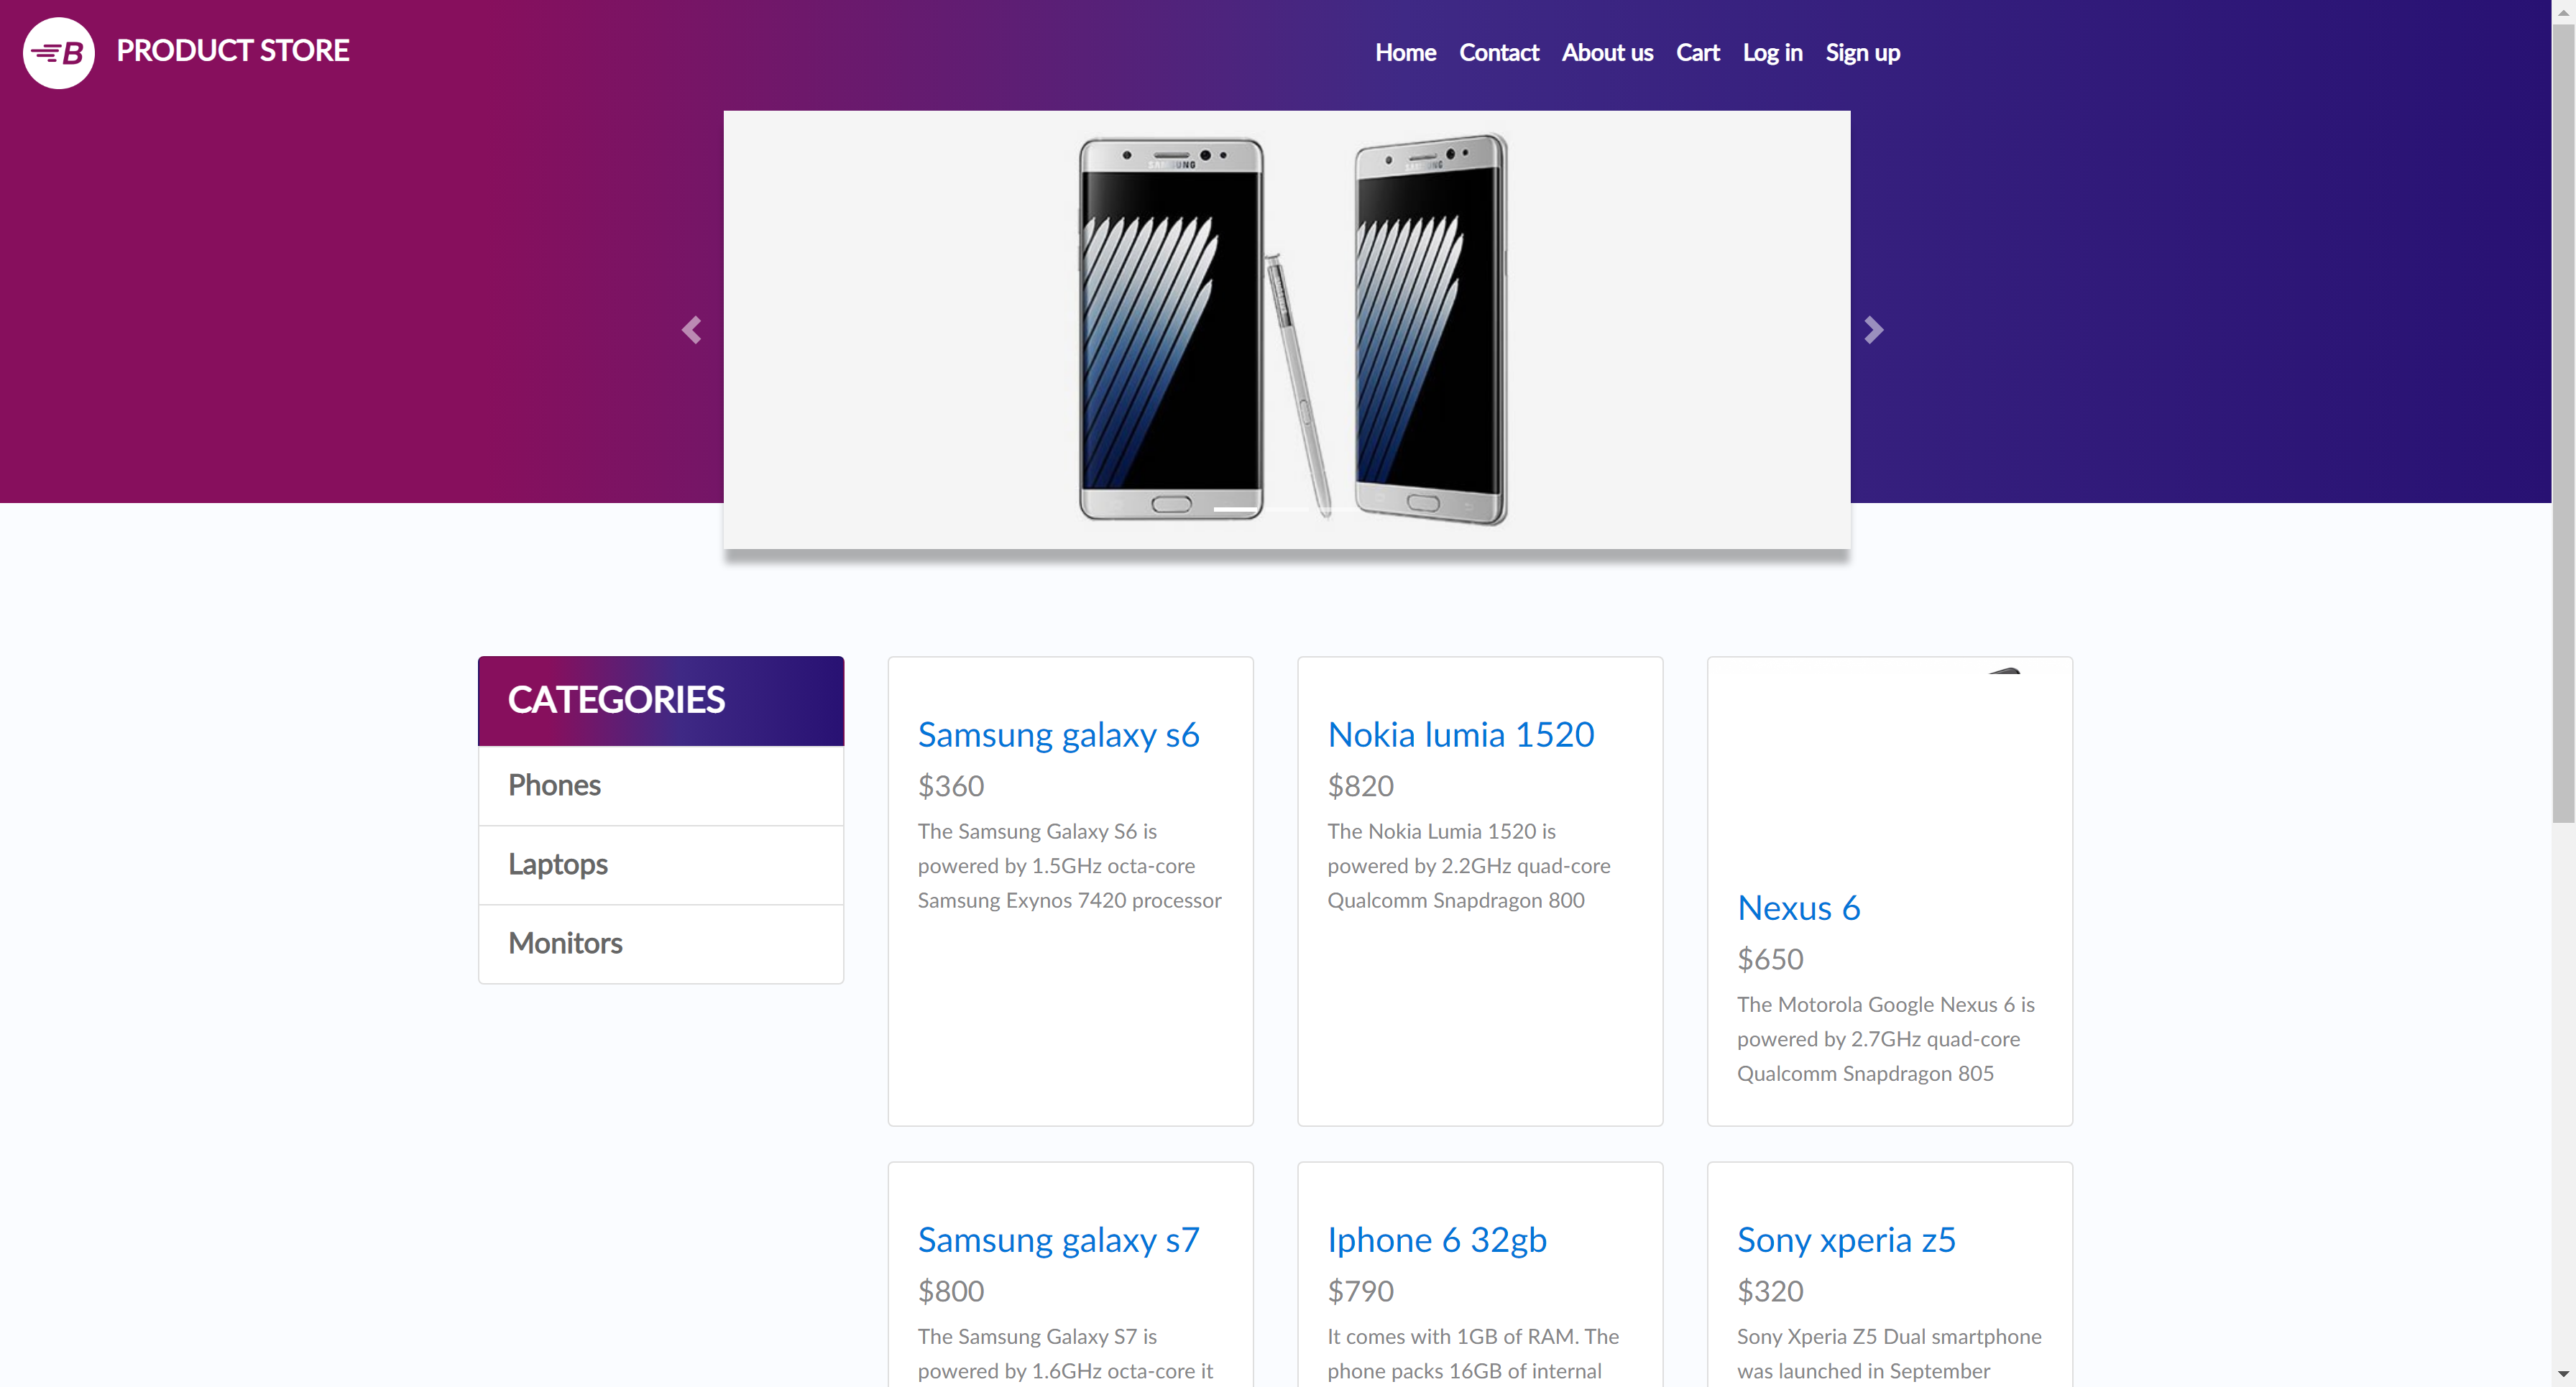 B PRODUCT STORE
Home Contact About us Cart Log in Sign up
SAMSUNG SAMSUNG
CATEGORIES
Phones
Laptops
Monitors
Samsung galaxy s6
$360
The Samsung Galaxy S6 is
powered by 1.5GHz octa-core
Samsung Exynos 7420 processor
Nokia lumia 1520
$820
The Nokia Lumia 1520 is
powered by 2.2GHz quad-core
Qualcomm Snapdragon 800
Nexus 6
$650
The Motorola Google Nexus 6 is
powered by 2.7GHz quad-core
Qualcomm Snapdragon 805
Samsung galaxy s7
$800
The Samsung Galaxy S7 is
powered by 1.6GHz octa-core it
Iphone 6 32gb
$790
It comes with 1GB of RAM. The
phone packs 16GB of internal
Sony xperia z5
$320
Sony Xperia Z5 Dual smartphone
was launched in September